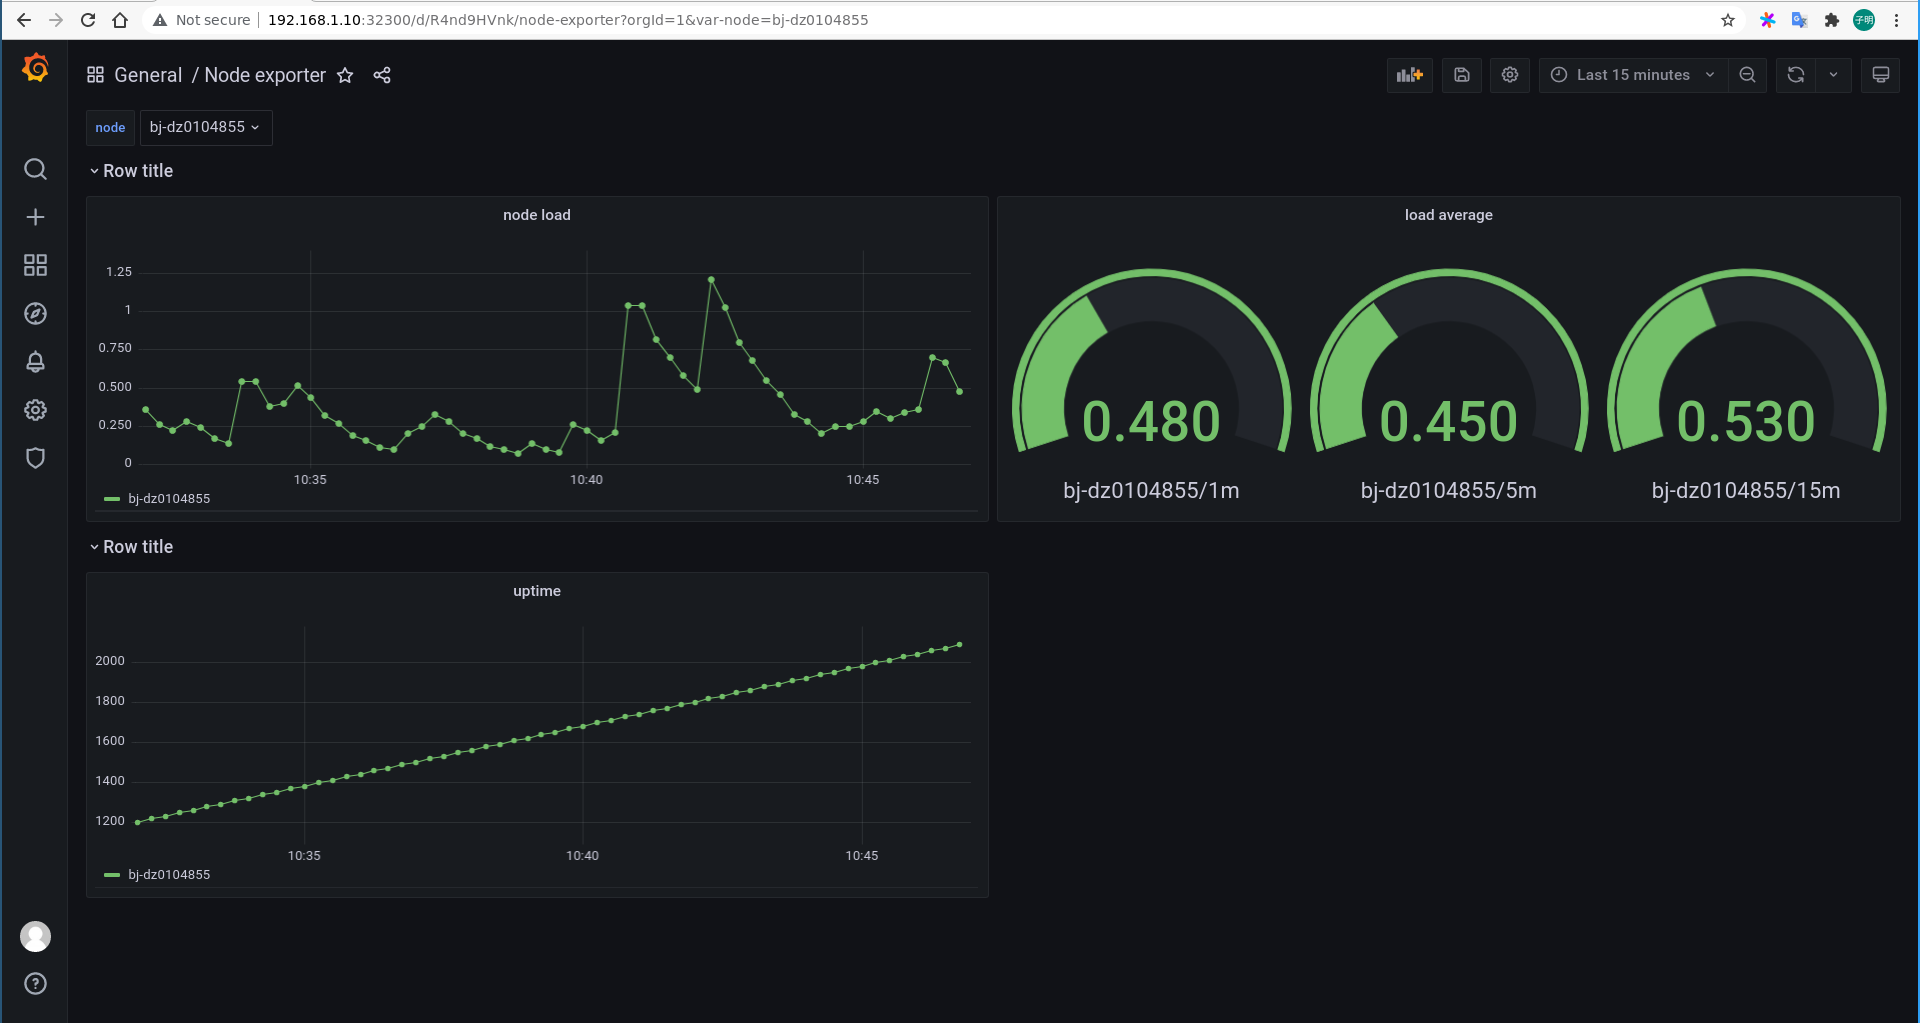 Not secure 192.168.1.10:32300/d/R4nd9HVnk/node-exporter?orgId=1&var-node=bj-dz0104855
子明
General / Node exporter
Last 15 minutes
node bj-dz0104855
Row title
node load
1.25
1
0.750
0.500
0.250
0
10:35 10:40 10:45
bj-dz0104855
load average
0.480 0.450 0.530
bj-dz0104855/1m bj-dz0104855/5m bj-dz0104855/15m
Row title
uptime
2000
1800
1600
1400
1200
10:35 10:40 10:45
bj-dz0104855